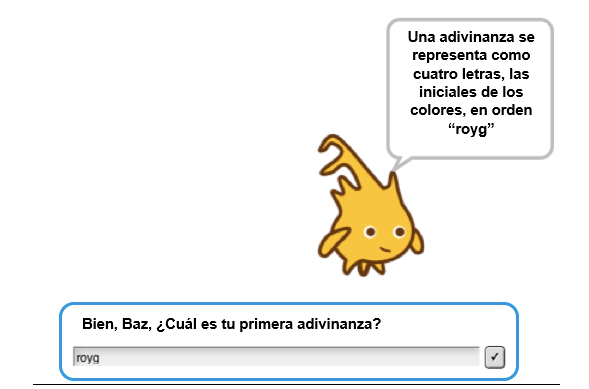 Una adivinanza se
representa como
cuatro letras, las
iniciales de los
colores, en orden
“royg”
Bien, Baz, ¿Cuál es tu primera adivinanza?
royg